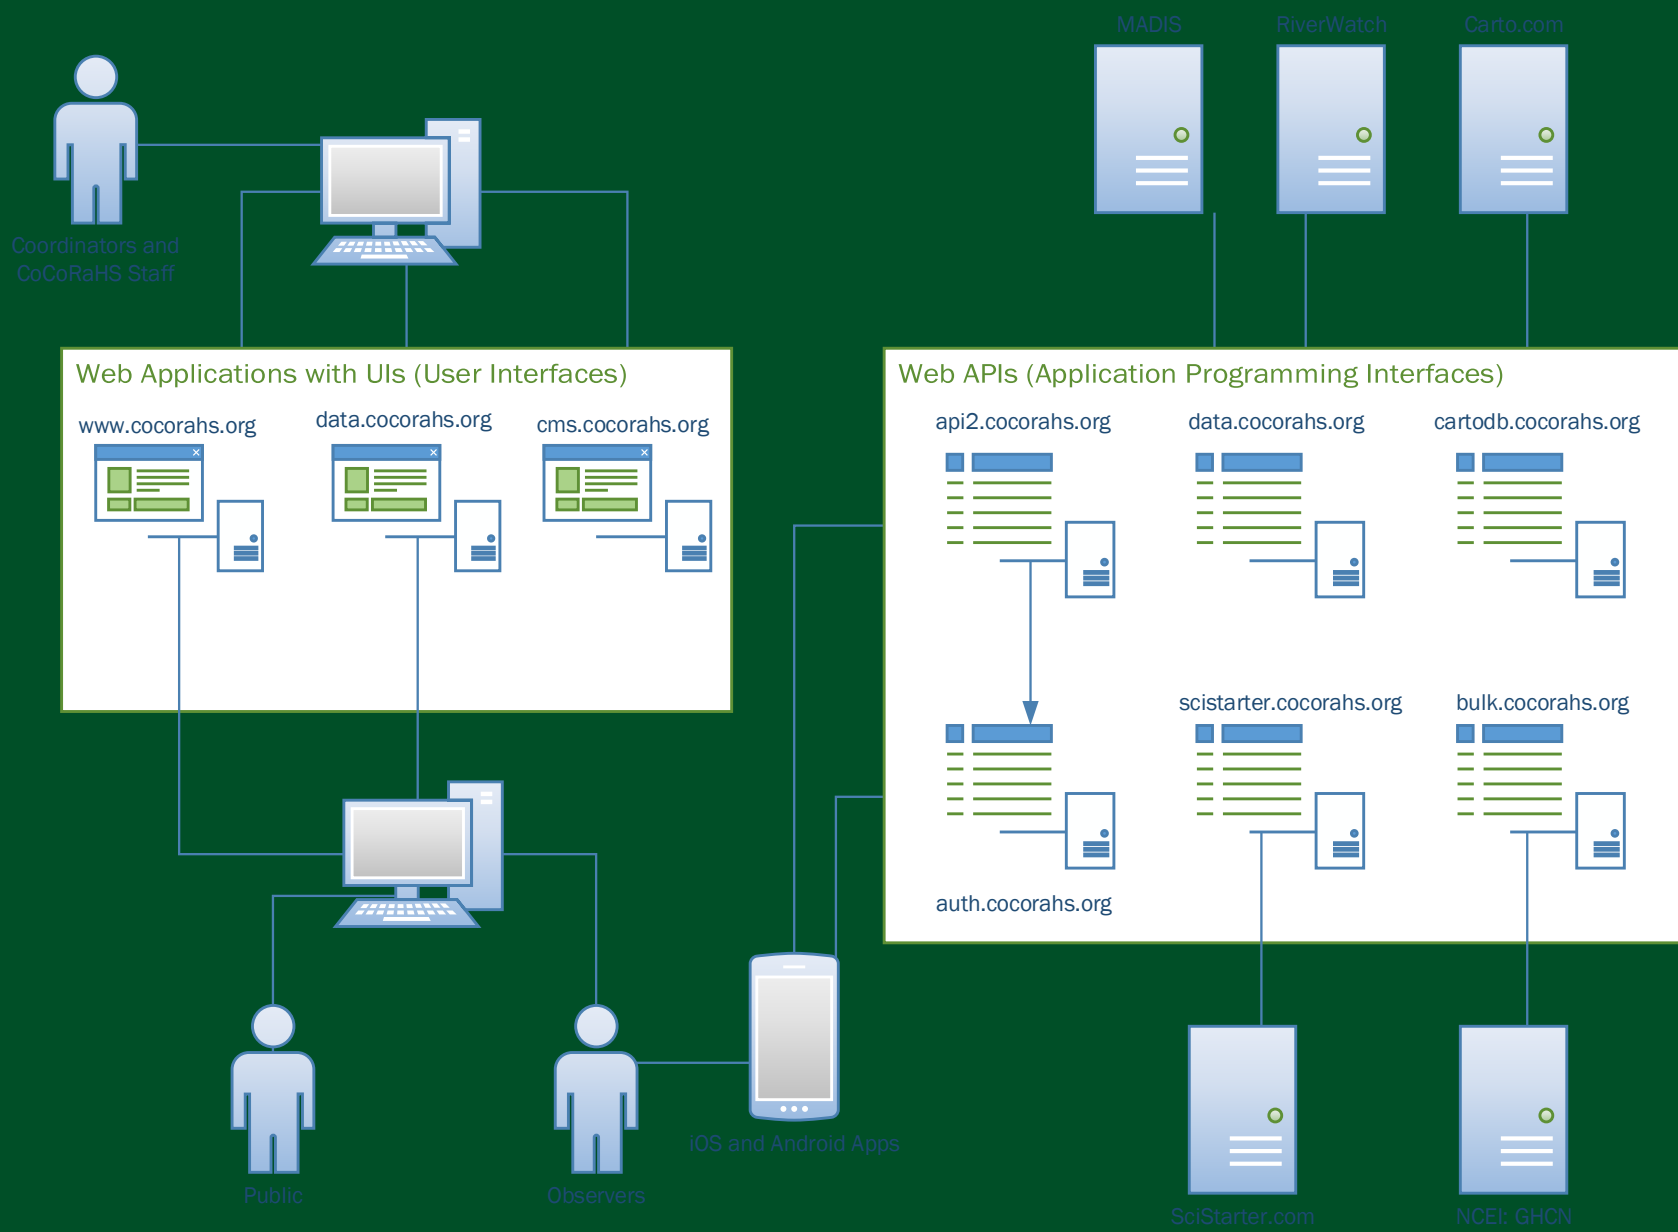 MADIS
RiverWatch
Carto.com
Coordinators and
CoCoRaHS Staff
Web Applications with UIs (User Interfaces)
www.cocorahs.org
data.cocorahs.org
cms.cocorahs.org
Web APIs (Application Programming Interfaces)
api2.cocorahs.org
data.cocorahs.org
cartodb.cocorahs.org
scistarter.cocorahs.org
bulk.cocorahs.org
auth.cocorahs.org
iOS and Android Apps
Public
Observers
SciStarter.com
NCEI: GHCN